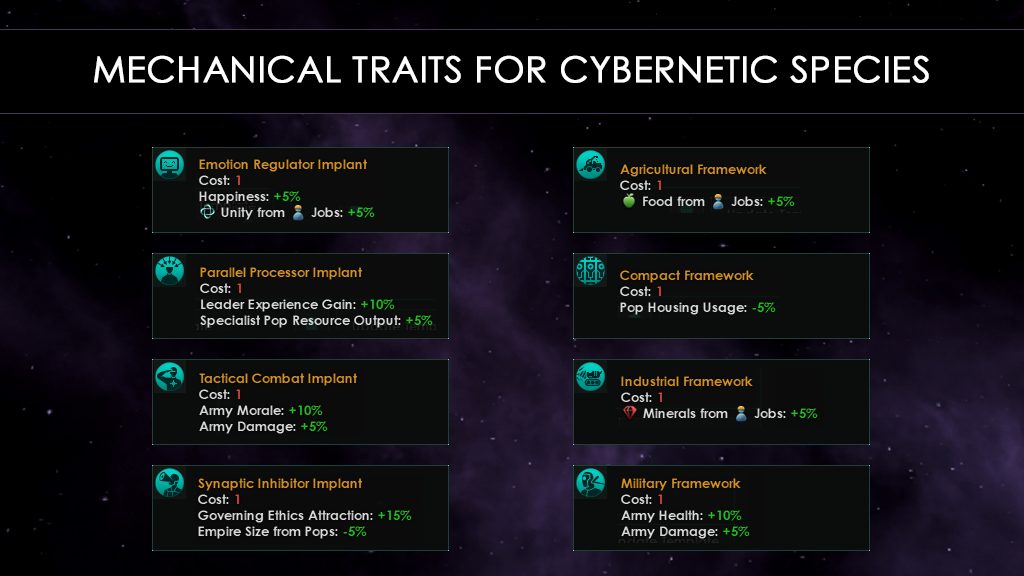 MECHANICAL TRAITS FOR CYBERNETIC SPECIES
Emotion Regulator Implant
Cost: 1
Happiness: +5%
Unity from Jobs: +5%
Parallel Processor Implant
Cost: 1
Leader Experience Gain: +10%
Specialist Pop Resource Output: +5%
Tactical Combat Implant
Cost: 1
Army Morale: +10%
Army Damage: +5%
Synaptic Inhibitor Implant
Cost: 1
Governing Ethics Attraction: +15%
Empire Size from Pops: -5%
Agricultural Framework
Cost: 1
Food from Jobs: +5%
Compact Framework
Cost: 1
Pop Housing Usage: -5%
Industrial Framework
Cost: 1
Minerals from Jobs: +5%
Military Framework
Cost: 1
Army Health: +10%
Army Damage: +5%